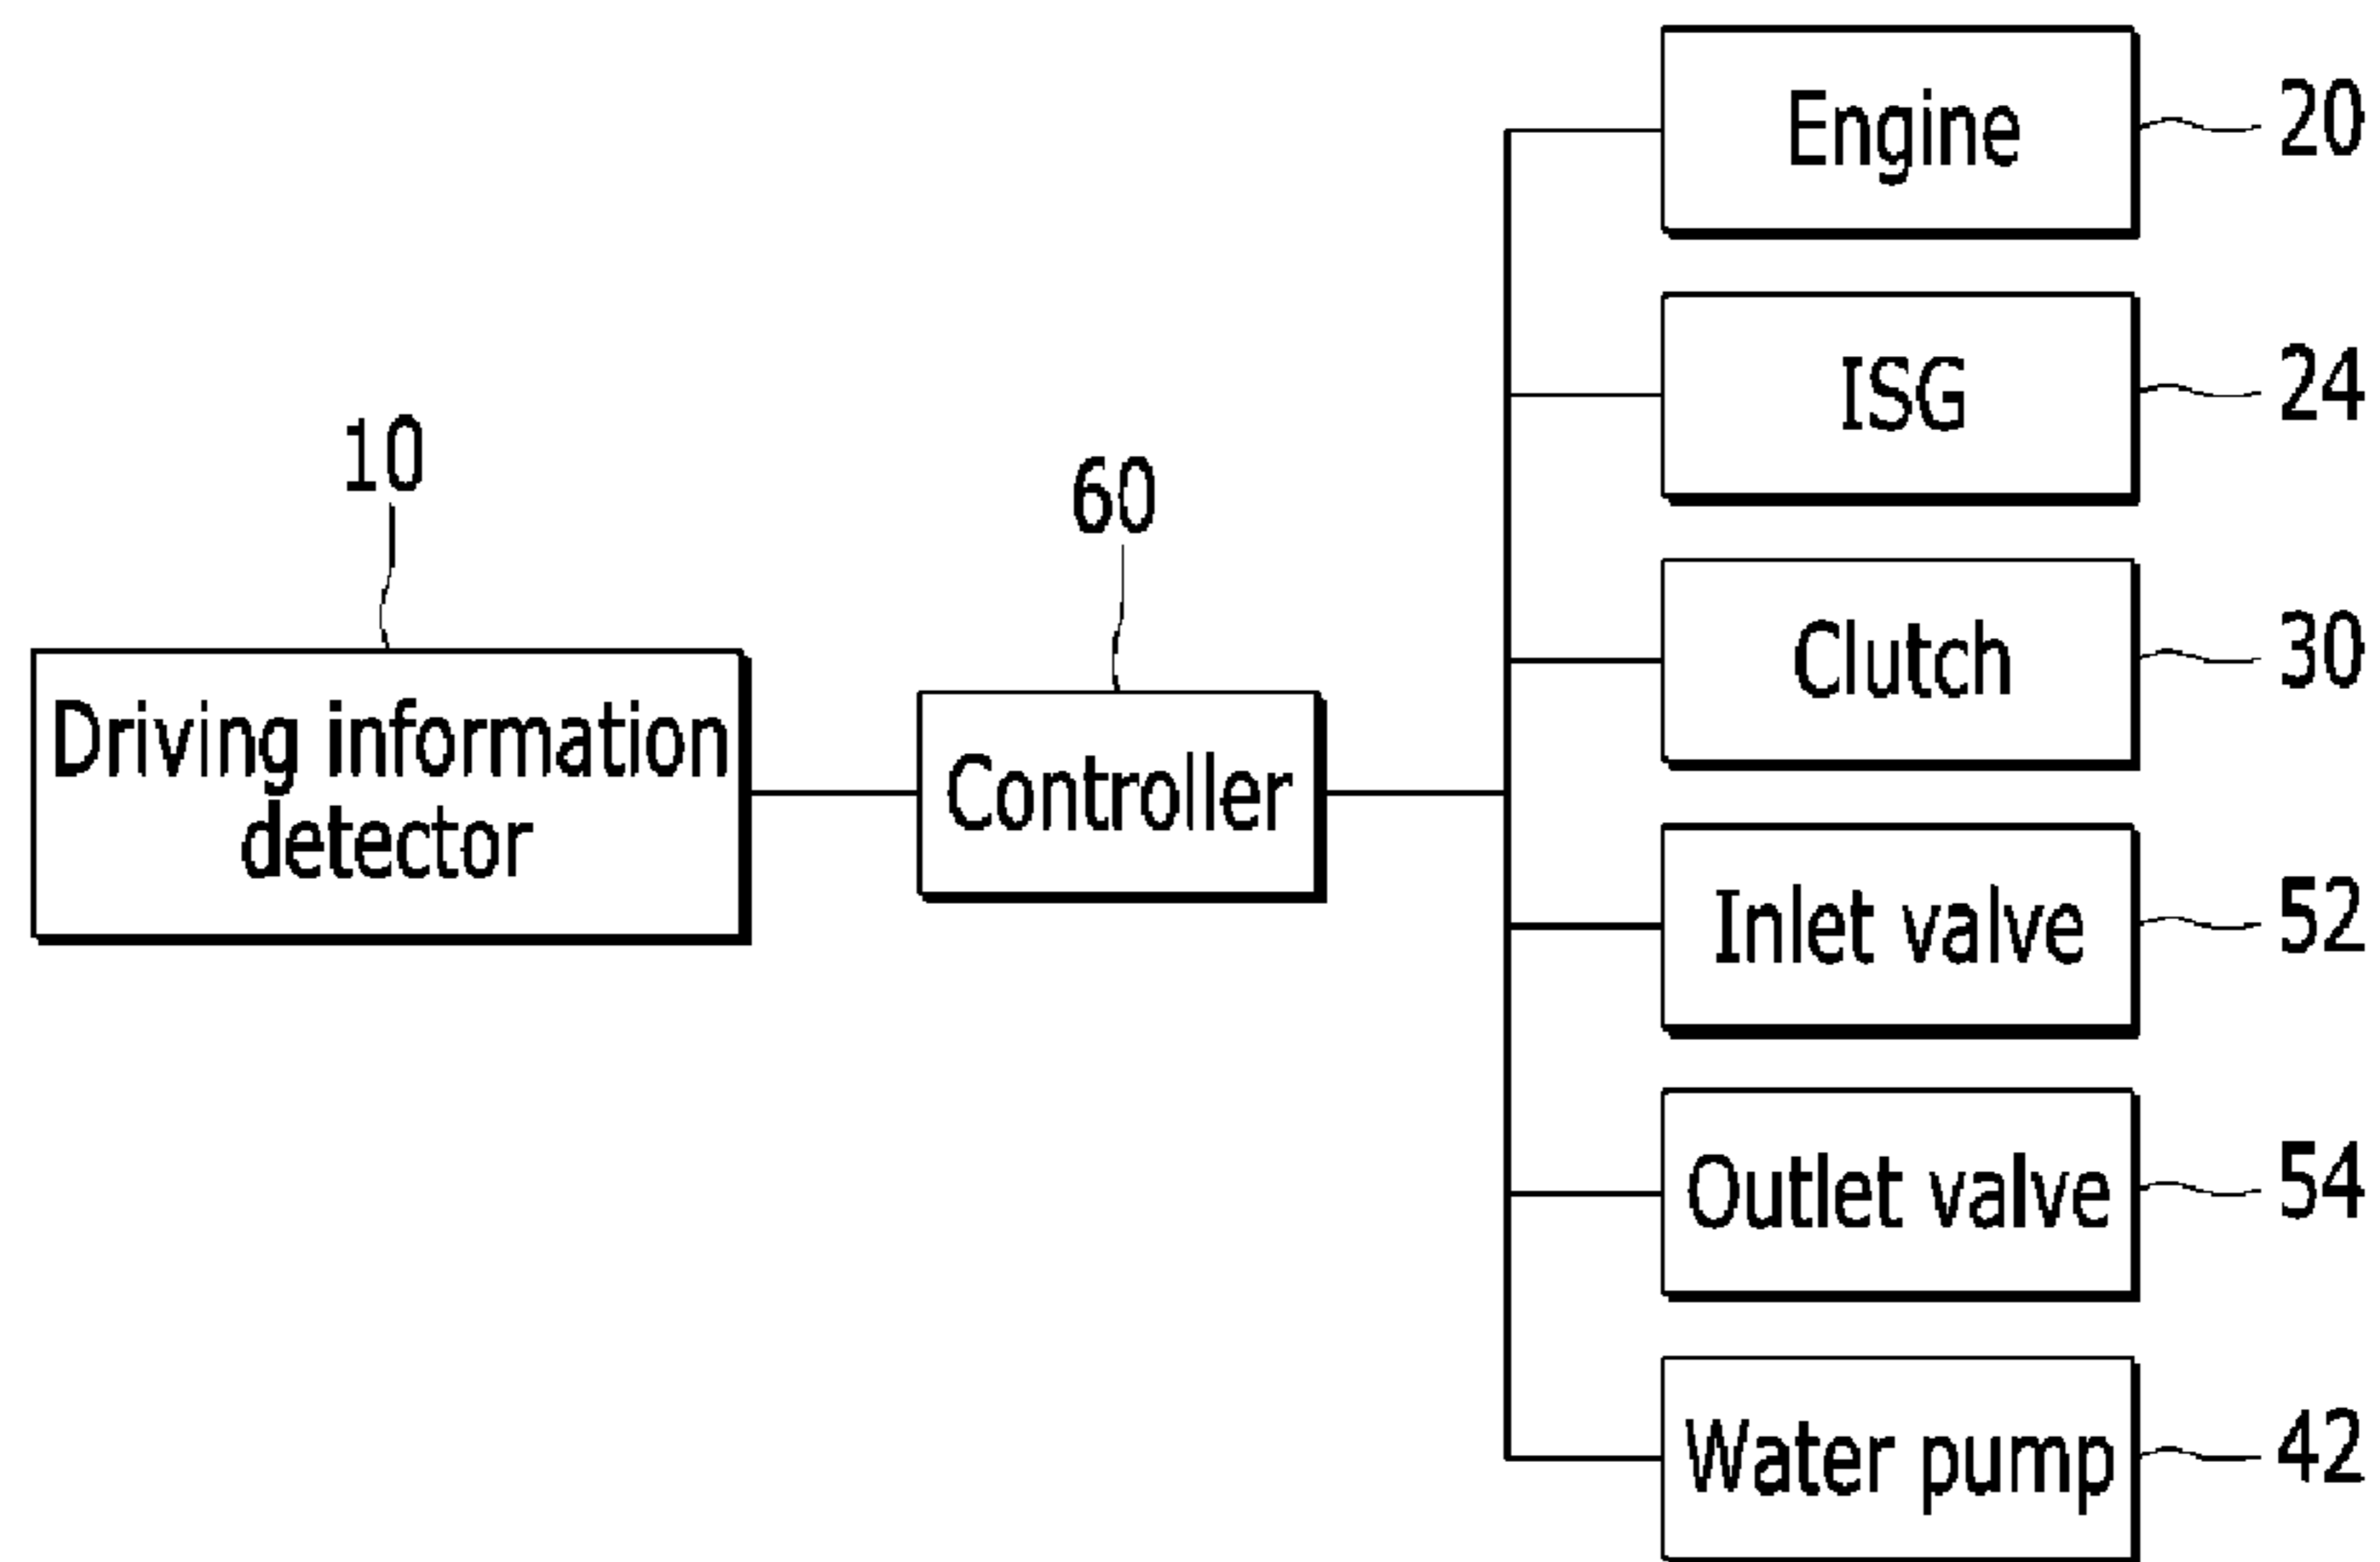 10
Driving information
detector
60
Controller
Engine
20
ISG
24
Clutch
30
Inlet valve
52
Outlet valve
54
Water pump
42